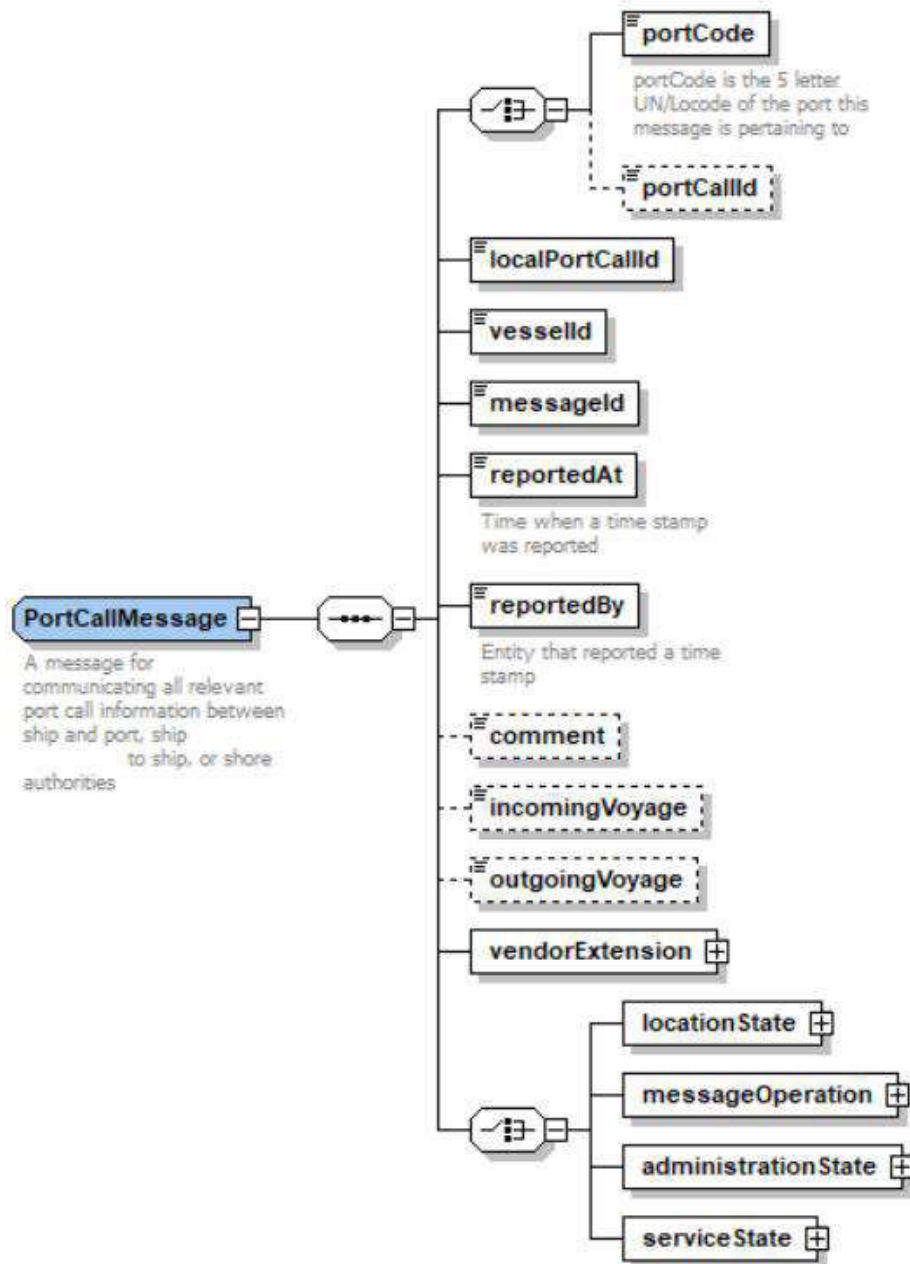 portCode
portCode is the 5 letter
UN/Locode of the port this
message is pertaining to
portCallId
localPortCallId
vesselId
messageId
reportedAt
Time when a time stamp
was reported
PortCallMessage
A message for
communicating all relevant
port call information between
ship and port, ship
to ship, or shore
authorities
reportedBy
Entity that reported a time
stamp
comment
incomingVoyage
outgoingVoyage
vendorExtension
locationState
messageOperation
administrationState
serviceState